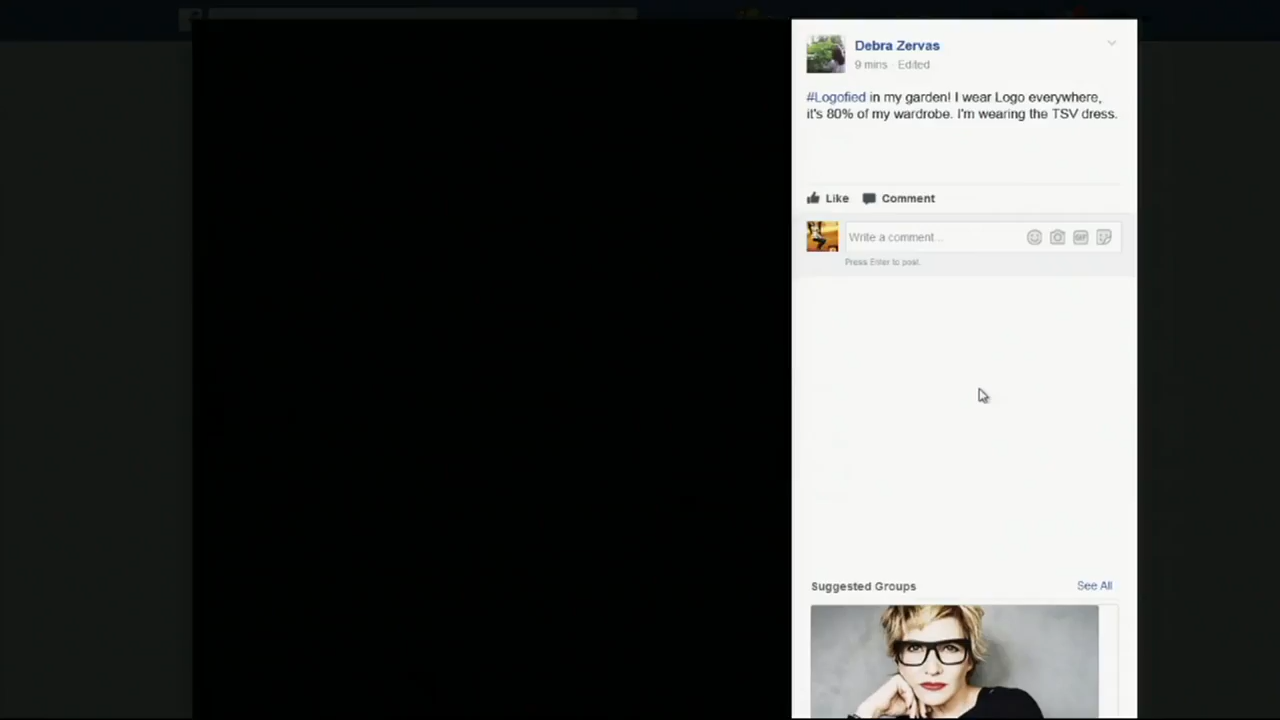 Debra Zervas
9 mins · Edited
#Logofied in my garden! I wear Logo everywhere,
it's 80% of my wardrobe. I'm wearing the TSV dress.
Like Comment
Write a comment...
GIF
Press Enter to post.
Suggested Groups See All